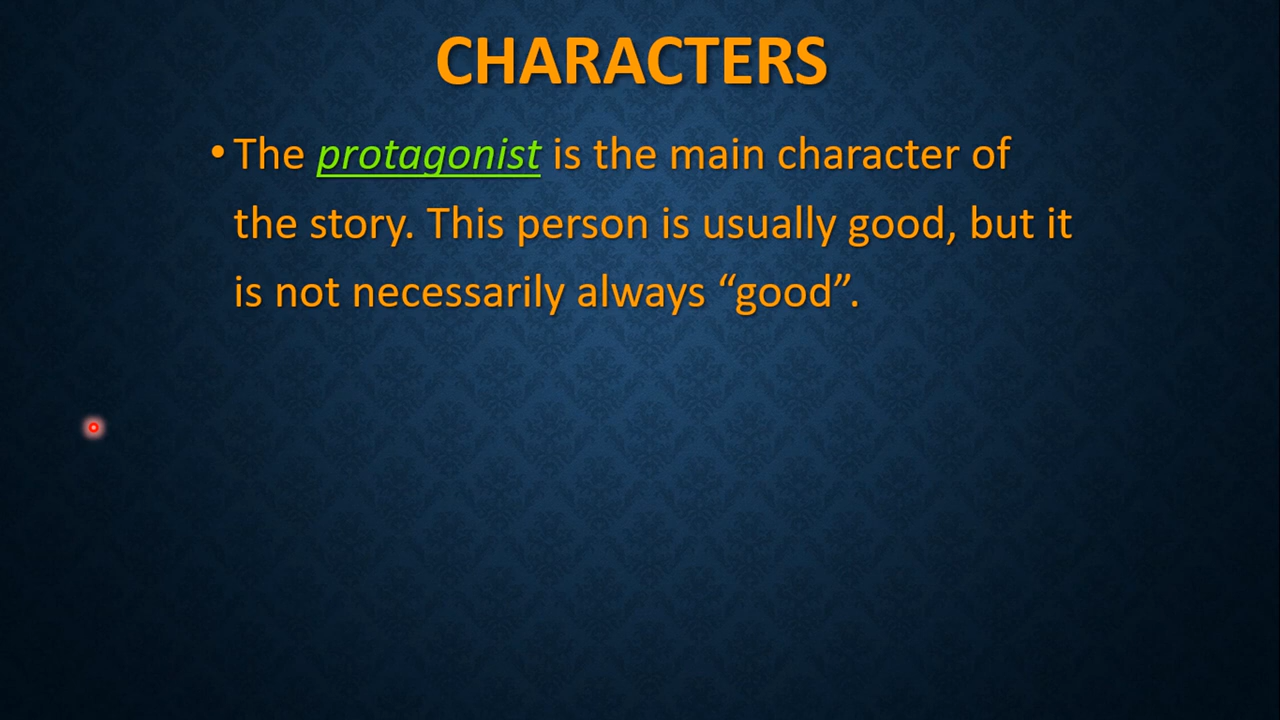 CHARACTERS
• The protagonist is the main character of
the story. This person is usually good, but it
is not necessarily always “good”.